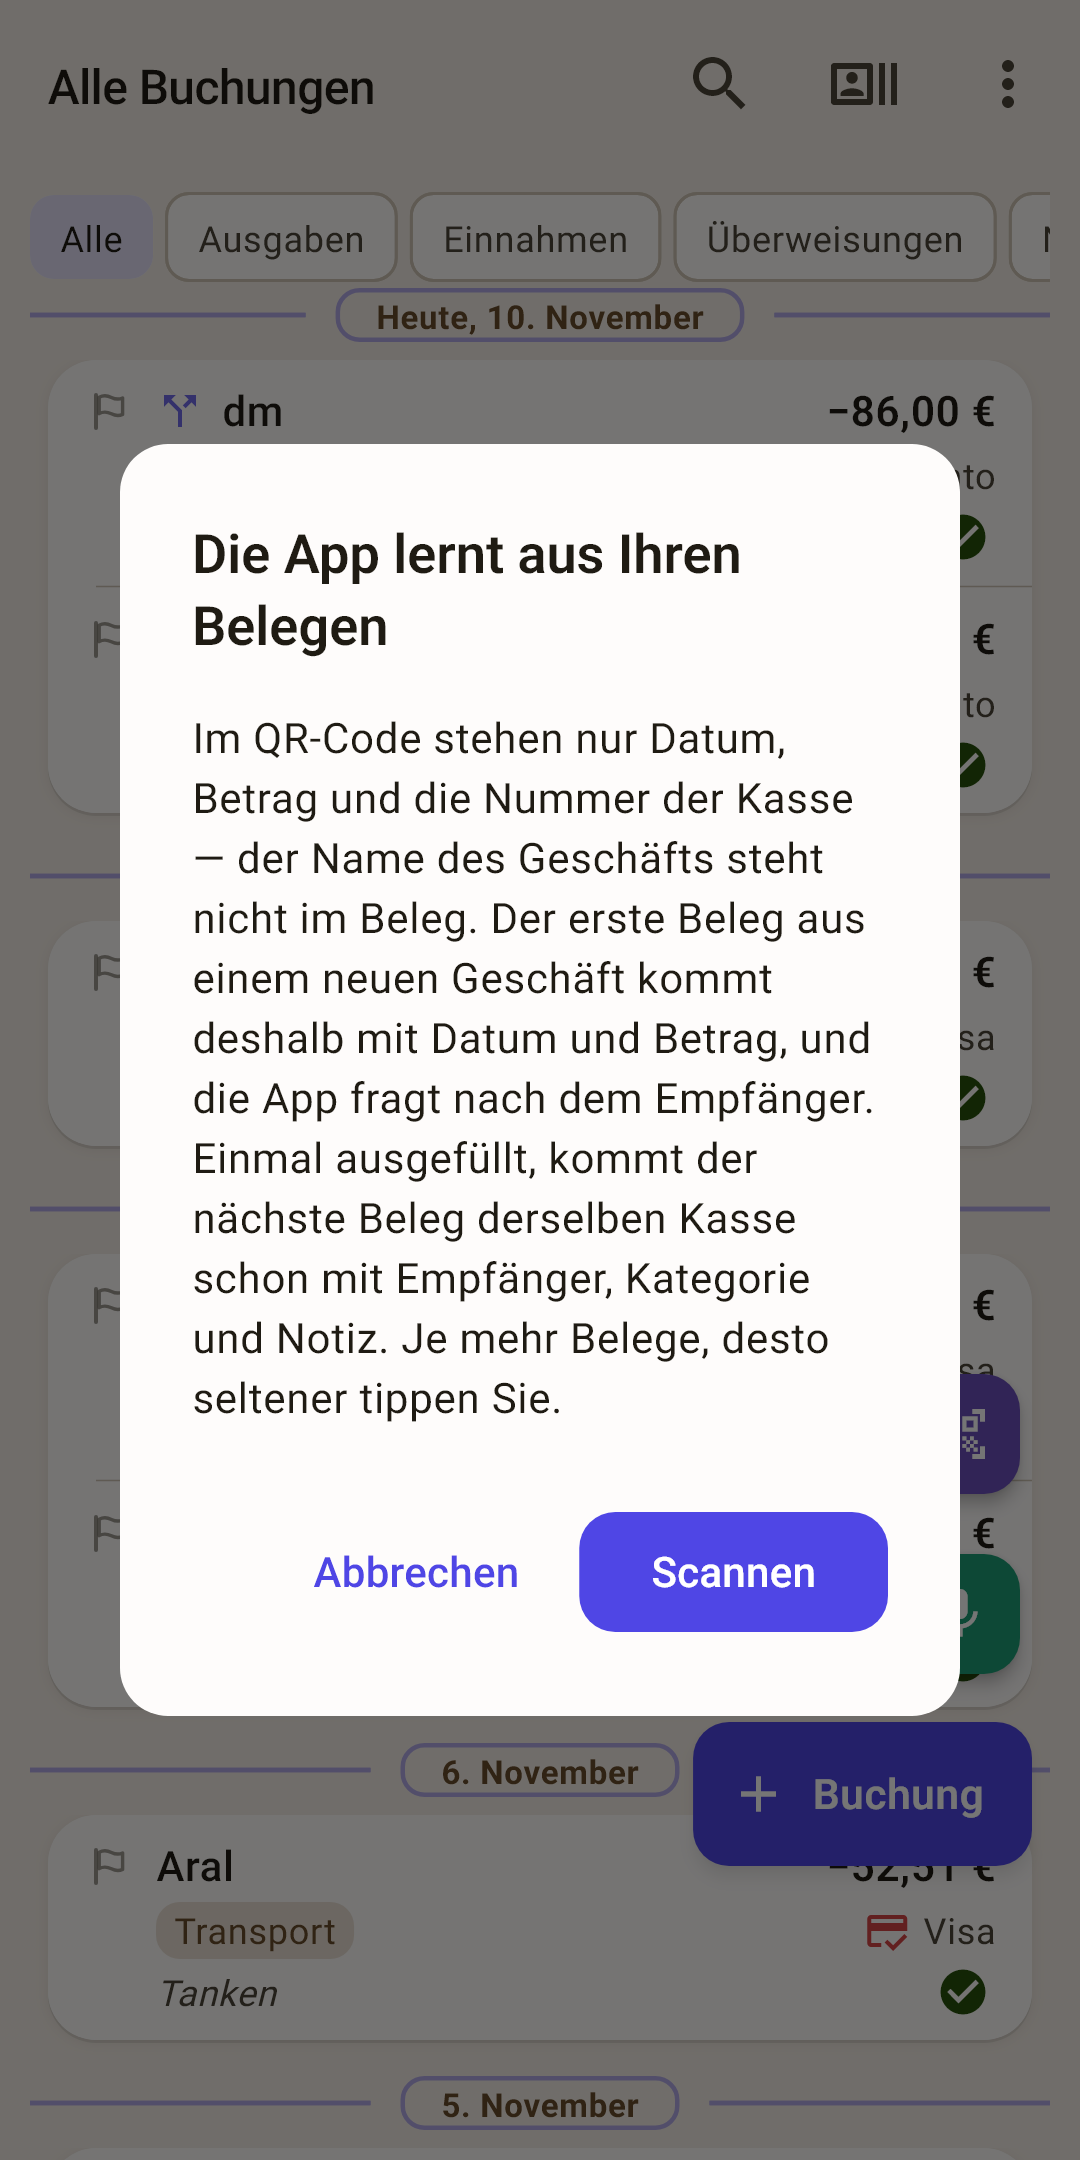 Alle Buchungen
Alle
Ausgaben
Einnahmen
Überweisungen
Heute, 10. November
dm
−86,00 €
Die App lernt aus Ihren
Belegen
Im QR-Code stehen nur Datum,
Betrag und die Nummer der Kasse
— der Name des Geschäfts steht
nicht im Beleg. Der erste Beleg aus
einem neuen Geschäft kommt
deshalb mit Datum und Betrag, und
die App fragt nach dem Empfänger.
Einmal ausgefüllt, kommt der
nächste Beleg derselben Kasse
schon mit Empfänger, Kategorie
und Notiz. Je mehr Belege, desto
seltener tippen Sie.
€
€
€
€
Abbrechen
Scannen
6. November
+ Buchung
Aral
−52,51 €
Transport
Visa
Tanken
5. November